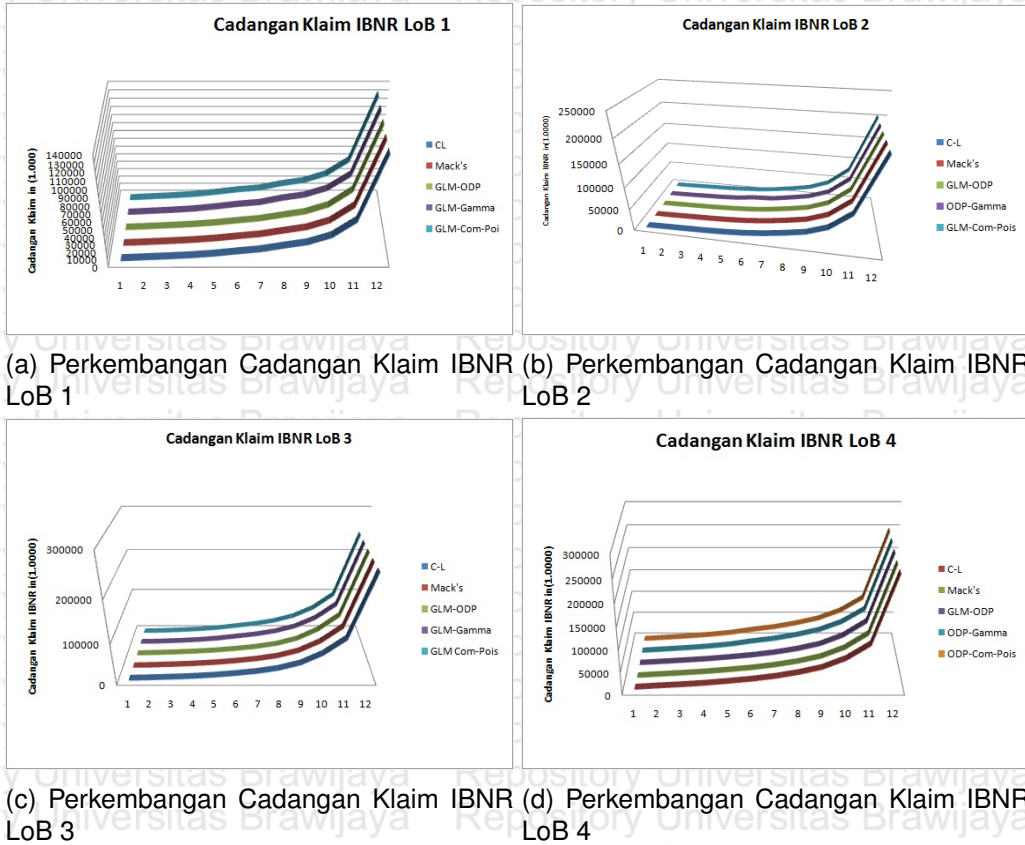 Cadangan Klaim IBNR LoB 1
Cadangan Klaim in (1.000)
140000
130000
120000
110000
100000
90000
80000
70000
60000
50000
40000
30000
20000
10000
0
1 2 3 4 5 6 7 8 9 10 11 12
CL
Mack's
GLM-ODP
GLM-Gamma
GLM-Com-Poi
Cadangan Klaim IBNR LoB 2
Cadangan Klaim IBNR in(1.0000)
250000
200000
150000
100000
50000
0
1 2 3 4 5 6 7 8 9 10 11 12
C-L
Mack's
GLM-ODP
ODP-Gamma
GLM-Com-Pois
(a) Perkembangan Cadangan Klaim IBNR
LoB 1
(b) Perkembangan Cadangan Klaim IBNR
LoB 2
Cadangan Klaim IBNR LoB 3
Cadangan Klaim IBNR in(1.0000)
300000
200000
100000
0
1 2 3 4 5 6 7 8 9 10 11 12
C-L
Mack's
GLM-ODP
GLM-Gamma
GLM Com-Pois
Cadangan Klaim IBNR LoB 4
Cadangan Klaim IBNR in (1.0000)
300000
250000
200000
150000
100000
50000
0
1 2 3 4 5 6 7 8 9 10 11 12
C-L
Mack's
GLM-ODP
ODP-Gamma
ODP-Com-Pois
(c) Perkembangan Cadangan Klaim IBNR
LoB 3
(d) Perkembangan Cadangan Klaim IBNR
LoB 4
Repository Universitas Brawijaya